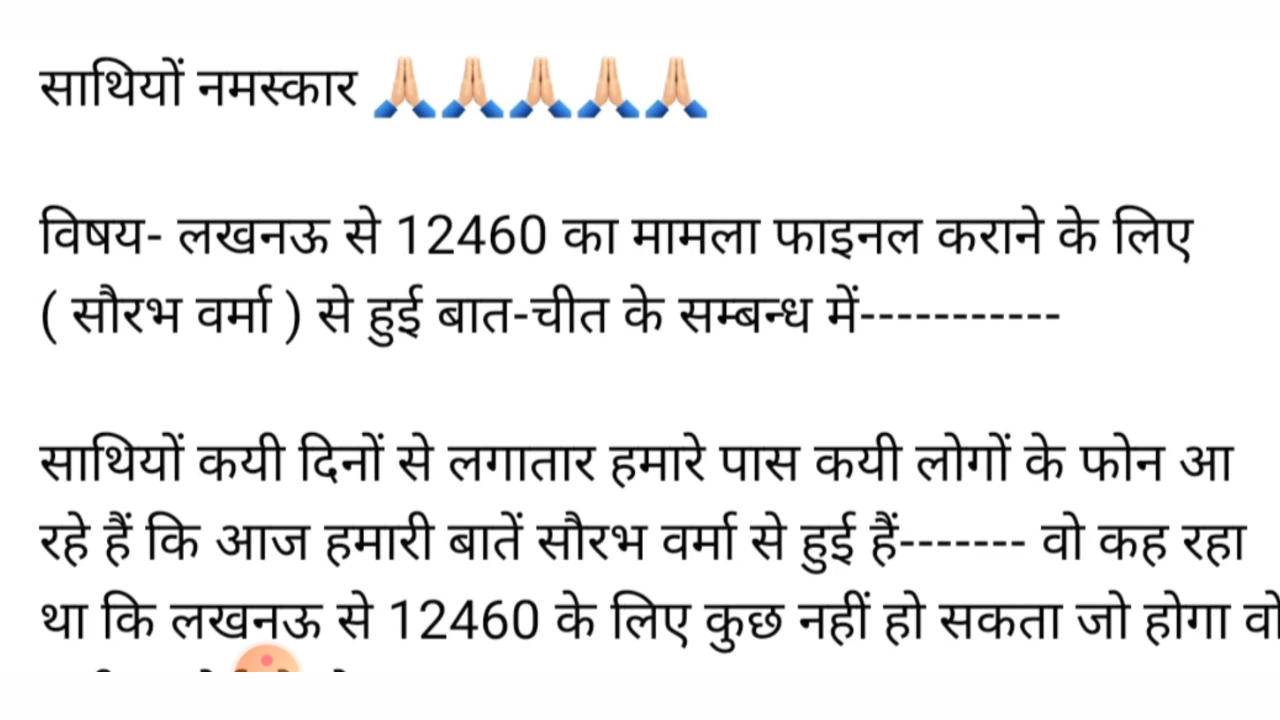 साथियों नमस्कार 🙏🏻🙏🏻🙏🏻🙏🏻🙏🏻
विषय- लखनऊ से 12460 का मामला फाइनल कराने के लिए
( सौरभ वर्मा ) से हुई बात-चीत के सम्बन्ध में-----------
साथियों कयी दिनों से लगातार हमारे पास कयी लोगों के फोन आ
रहे हैं कि आज हमारी बातें सौरभ वर्मा से हुई हैं------- वो कह रहा
था कि लखनऊ से 12460 के लिए कुछ नहीं हो सकता जो होगा वो